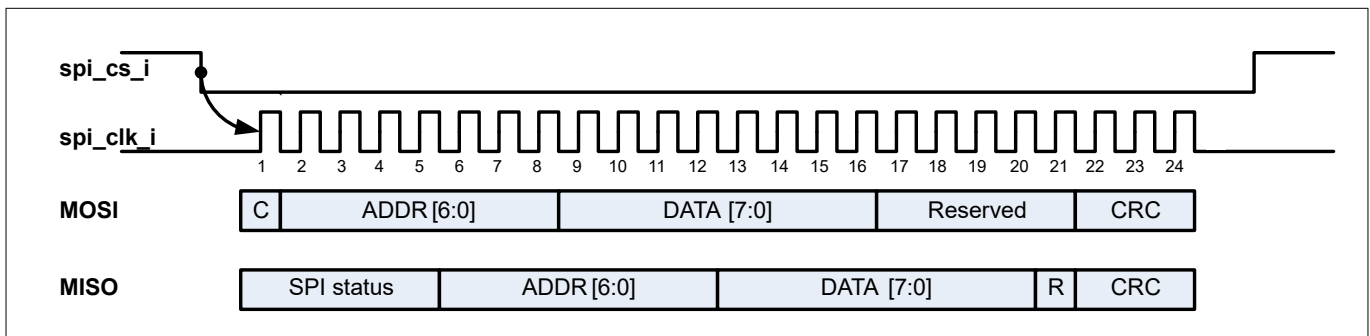 spi_cs_i
spi_clk_i
1 2 3 4 5 6 7 8 9 10 11 12 13 14 15 16 17 18 19 20 21 22 23 24
MOSI C ADDR [6:0] DATA [7:0] Reserved CRC
MISO SPI status ADDR [6:0] DATA [7:0] R CRC